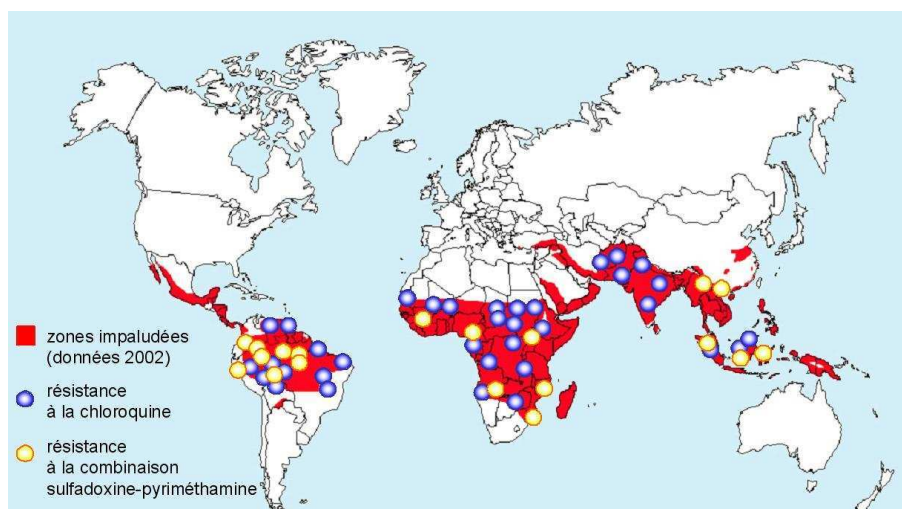 zones impaludées
(données 2002)
résistance
à la chloroquine
résistance
à la combinaison
sulfadoxine-pyriméthamine